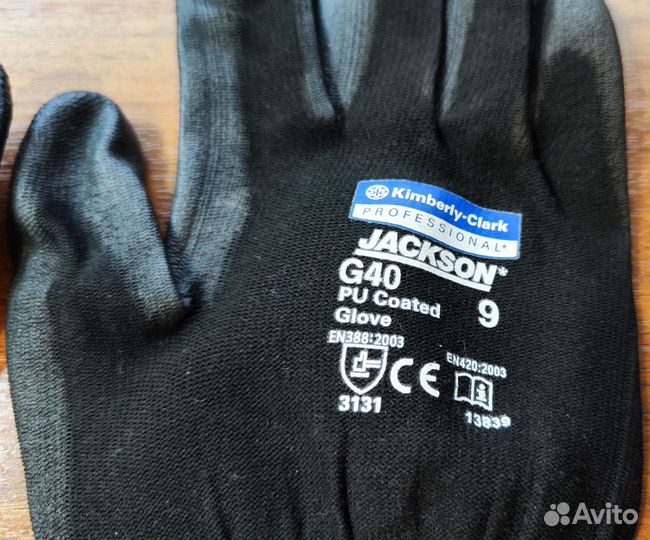 Kimberly-Clark
PROFESSIONAL*
JACKSON*
G40
PU Coated
Glove
9
EN388:2003
EN420:2003
CE
i
3131
13839
Avito